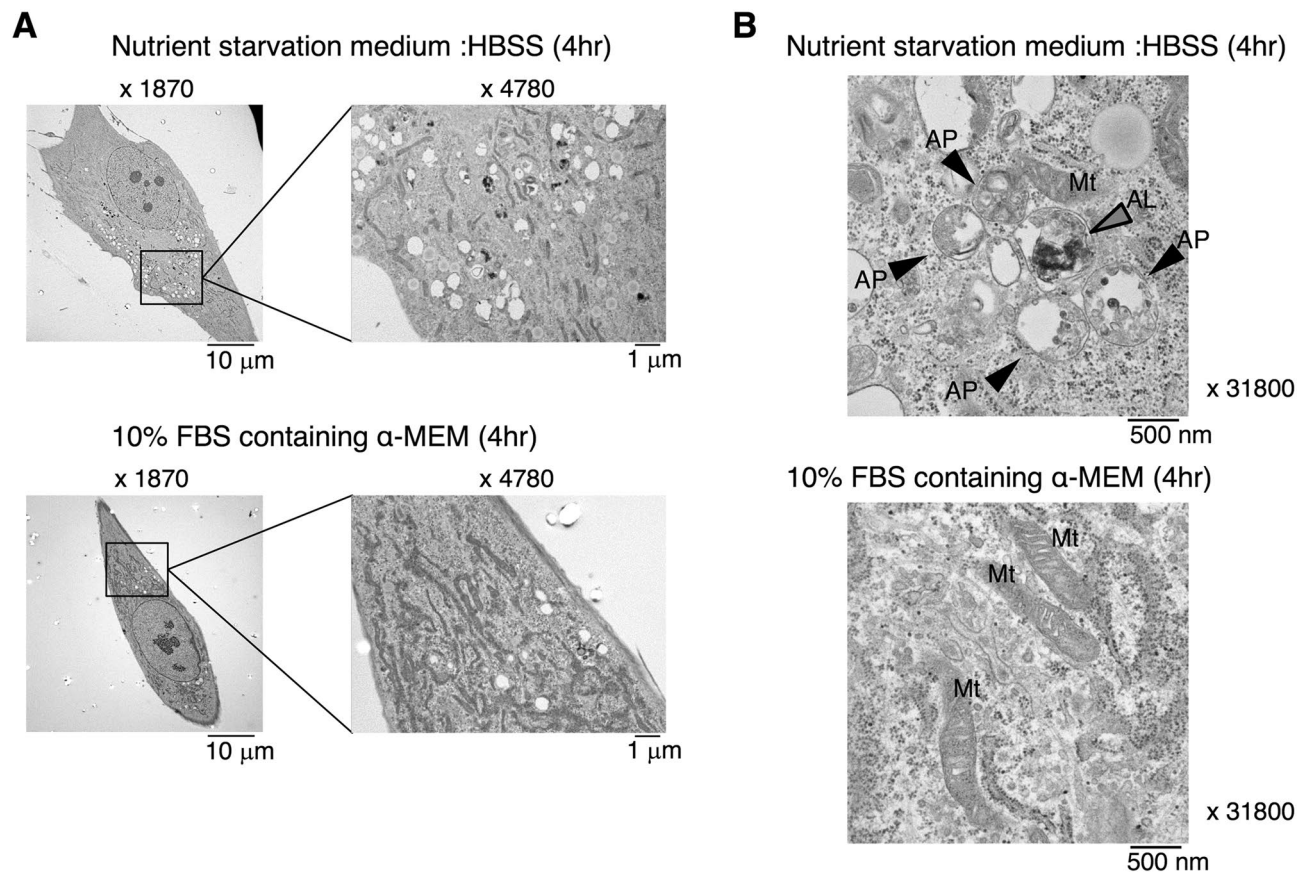 A
Nutrient starvation medium :HBSS (4hr)
x 1870
x 4780
10 μm
1 μm
10% FBS containing α-MEM (4hr)
x 1870
x 4780
10 μm
1 μm
B
Nutrient starvation medium :HBSS (4hr)
AP
Mt
AL
AP
AP
AP
x 31800
500 nm
10% FBS containing α-MEM (4hr)
Mt
Mt
Mt
x 31800
500 nm